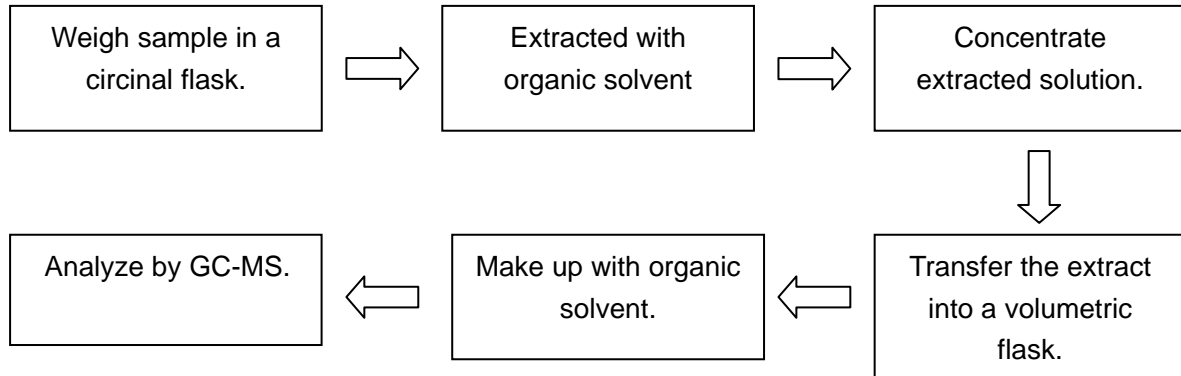 Weigh sample in a
circinal flask.
Extracted with
organic solvent
Concentrate
extracted solution.
Transfer the extract
into a volumetric
flask.
Make up with organic
solvent.
Analyze by GC-MS.